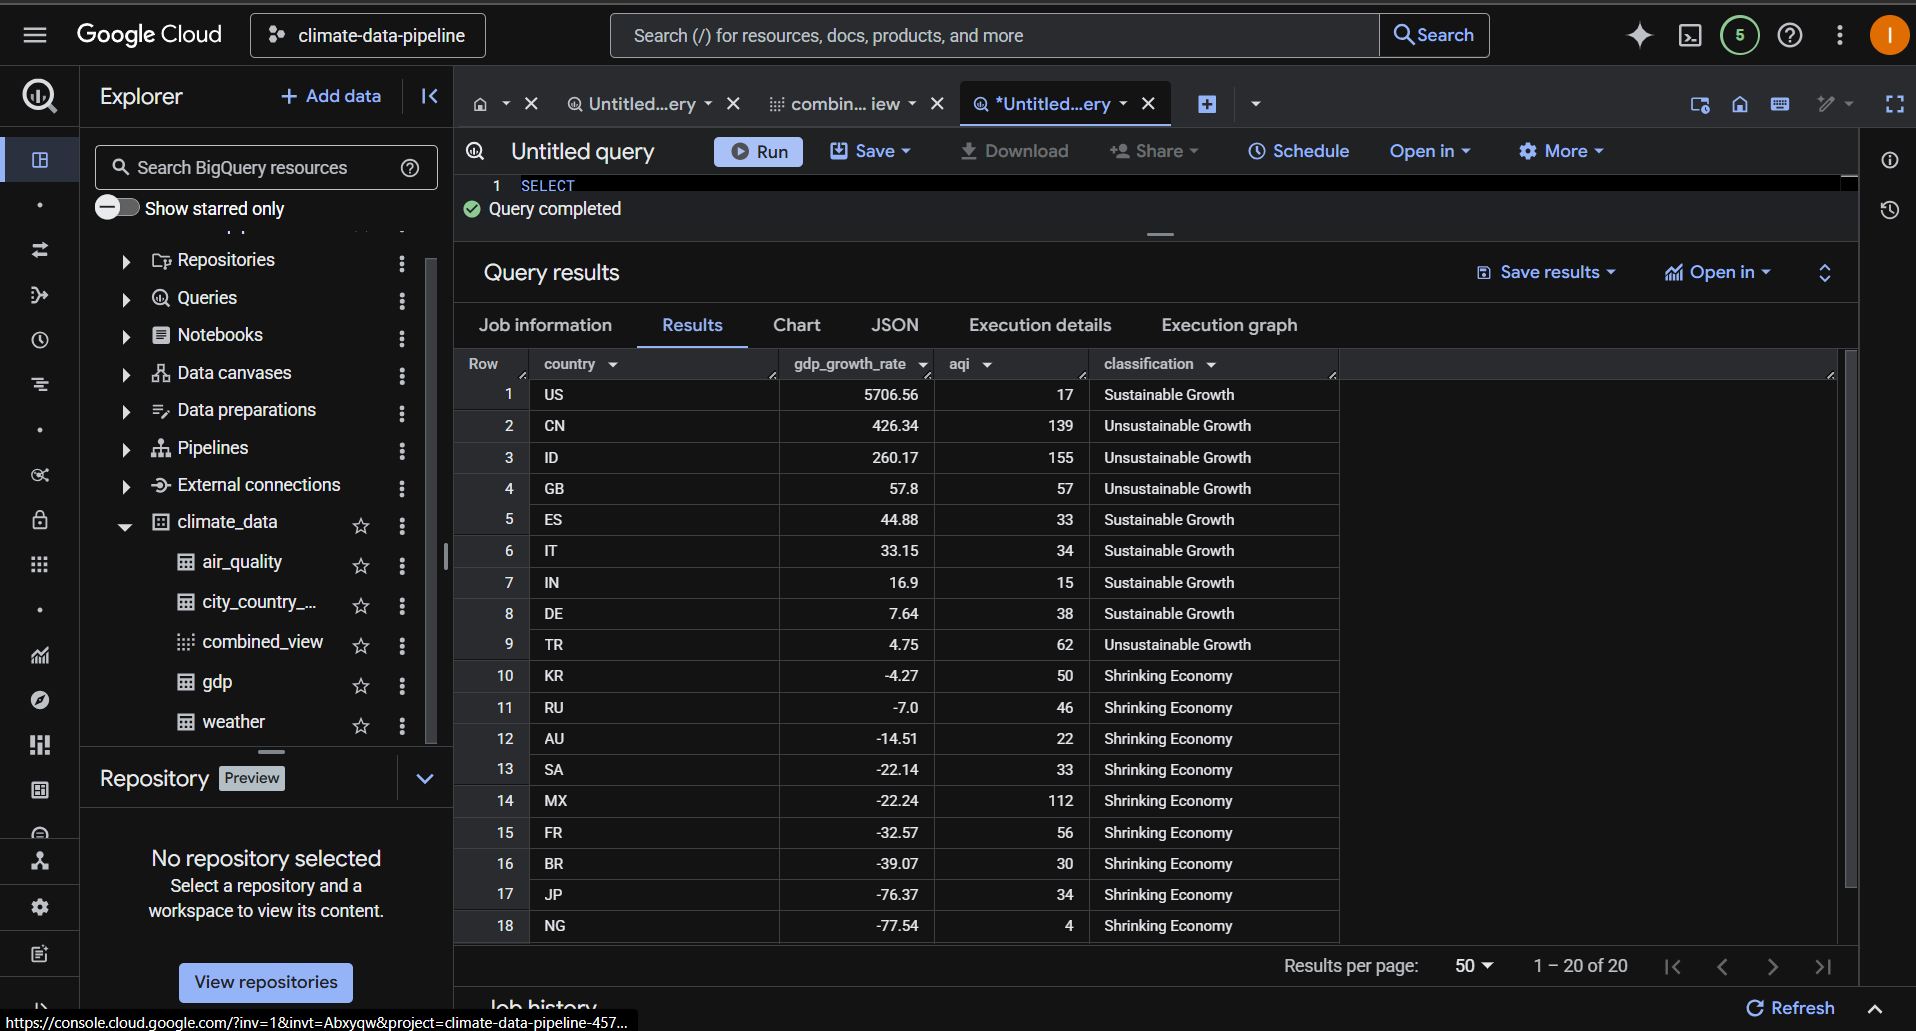 Google Cloud climate-data-pipeline Search (/) for resources, docs, products, and more Search 5 I
Explorer + Add data
Search BigQuery resources
Show starred only
Repositories
Queries
Notebooks
Data canvases
Data preparations
Pipelines
External connections
climate_data
air_quality
city_country_...
combined_view
gdp
weather
Repository Preview
No repository selected
Select a repository and a
workspace to view its content.
View repositories
Untitled...ery combin... iew *Untitled...ery
Untitled query Run Save Download Share Schedule Open in More
1 SELECT
Query completed
Query results Save results Open in
Job information Results Chart JSON Execution details Execution graph
Row country gdp_growth_rate aqi classification
1 US 5706.56 17 Sustainable Growth
2 CN 426.34 139 Unsustainable Growth
3 ID 260.17 155 Unsustainable Growth
4 GB 57.8 57 Unsustainable Growth
5 ES 44.88 33 Sustainable Growth
6 IT 33.15 34 Sustainable Growth
7 IN 16.9 15 Sustainable Growth
8 DE 7.64 38 Sustainable Growth
9 TR 4.75 62 Unsustainable Growth
10 KR -4.27 50 Shrinking Economy
11 RU -7.0 46 Shrinking Economy
12 AU -14.51 22 Shrinking Economy
13 SA -22.14 33 Shrinking Economy
14 MX -22.24 112 Shrinking Economy
15 FR -32.57 56 Shrinking Economy
16 BR -39.07 30 Shrinking Economy
17 JP -76.37 34 Shrinking Economy
18 NG -77.54 4 Shrinking Economy
Results per page: 50 1 – 20 of 20
Job history Refresh
https://console.cloud.google.com/?inv=1&invt=Abxyqw&project=climate-data-pipeline-457...